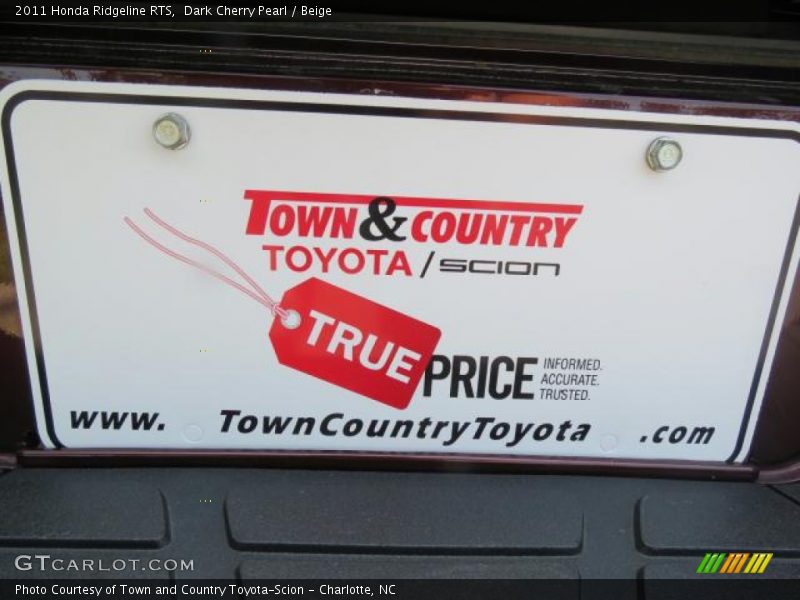 2011 Honda Ridgeline RTS,  Dark Cherry Pearl / Beige
TOWN & COUNTRY
TOYOTA / SCION
TRUE PRICE
INFORMED.
ACCURATE.
TRUSTED.
www. TownCountryToyota .com
GTCARLOT.COM
Photo Courtesy of Town and Country Toyota-Scion - Charlotte, NC